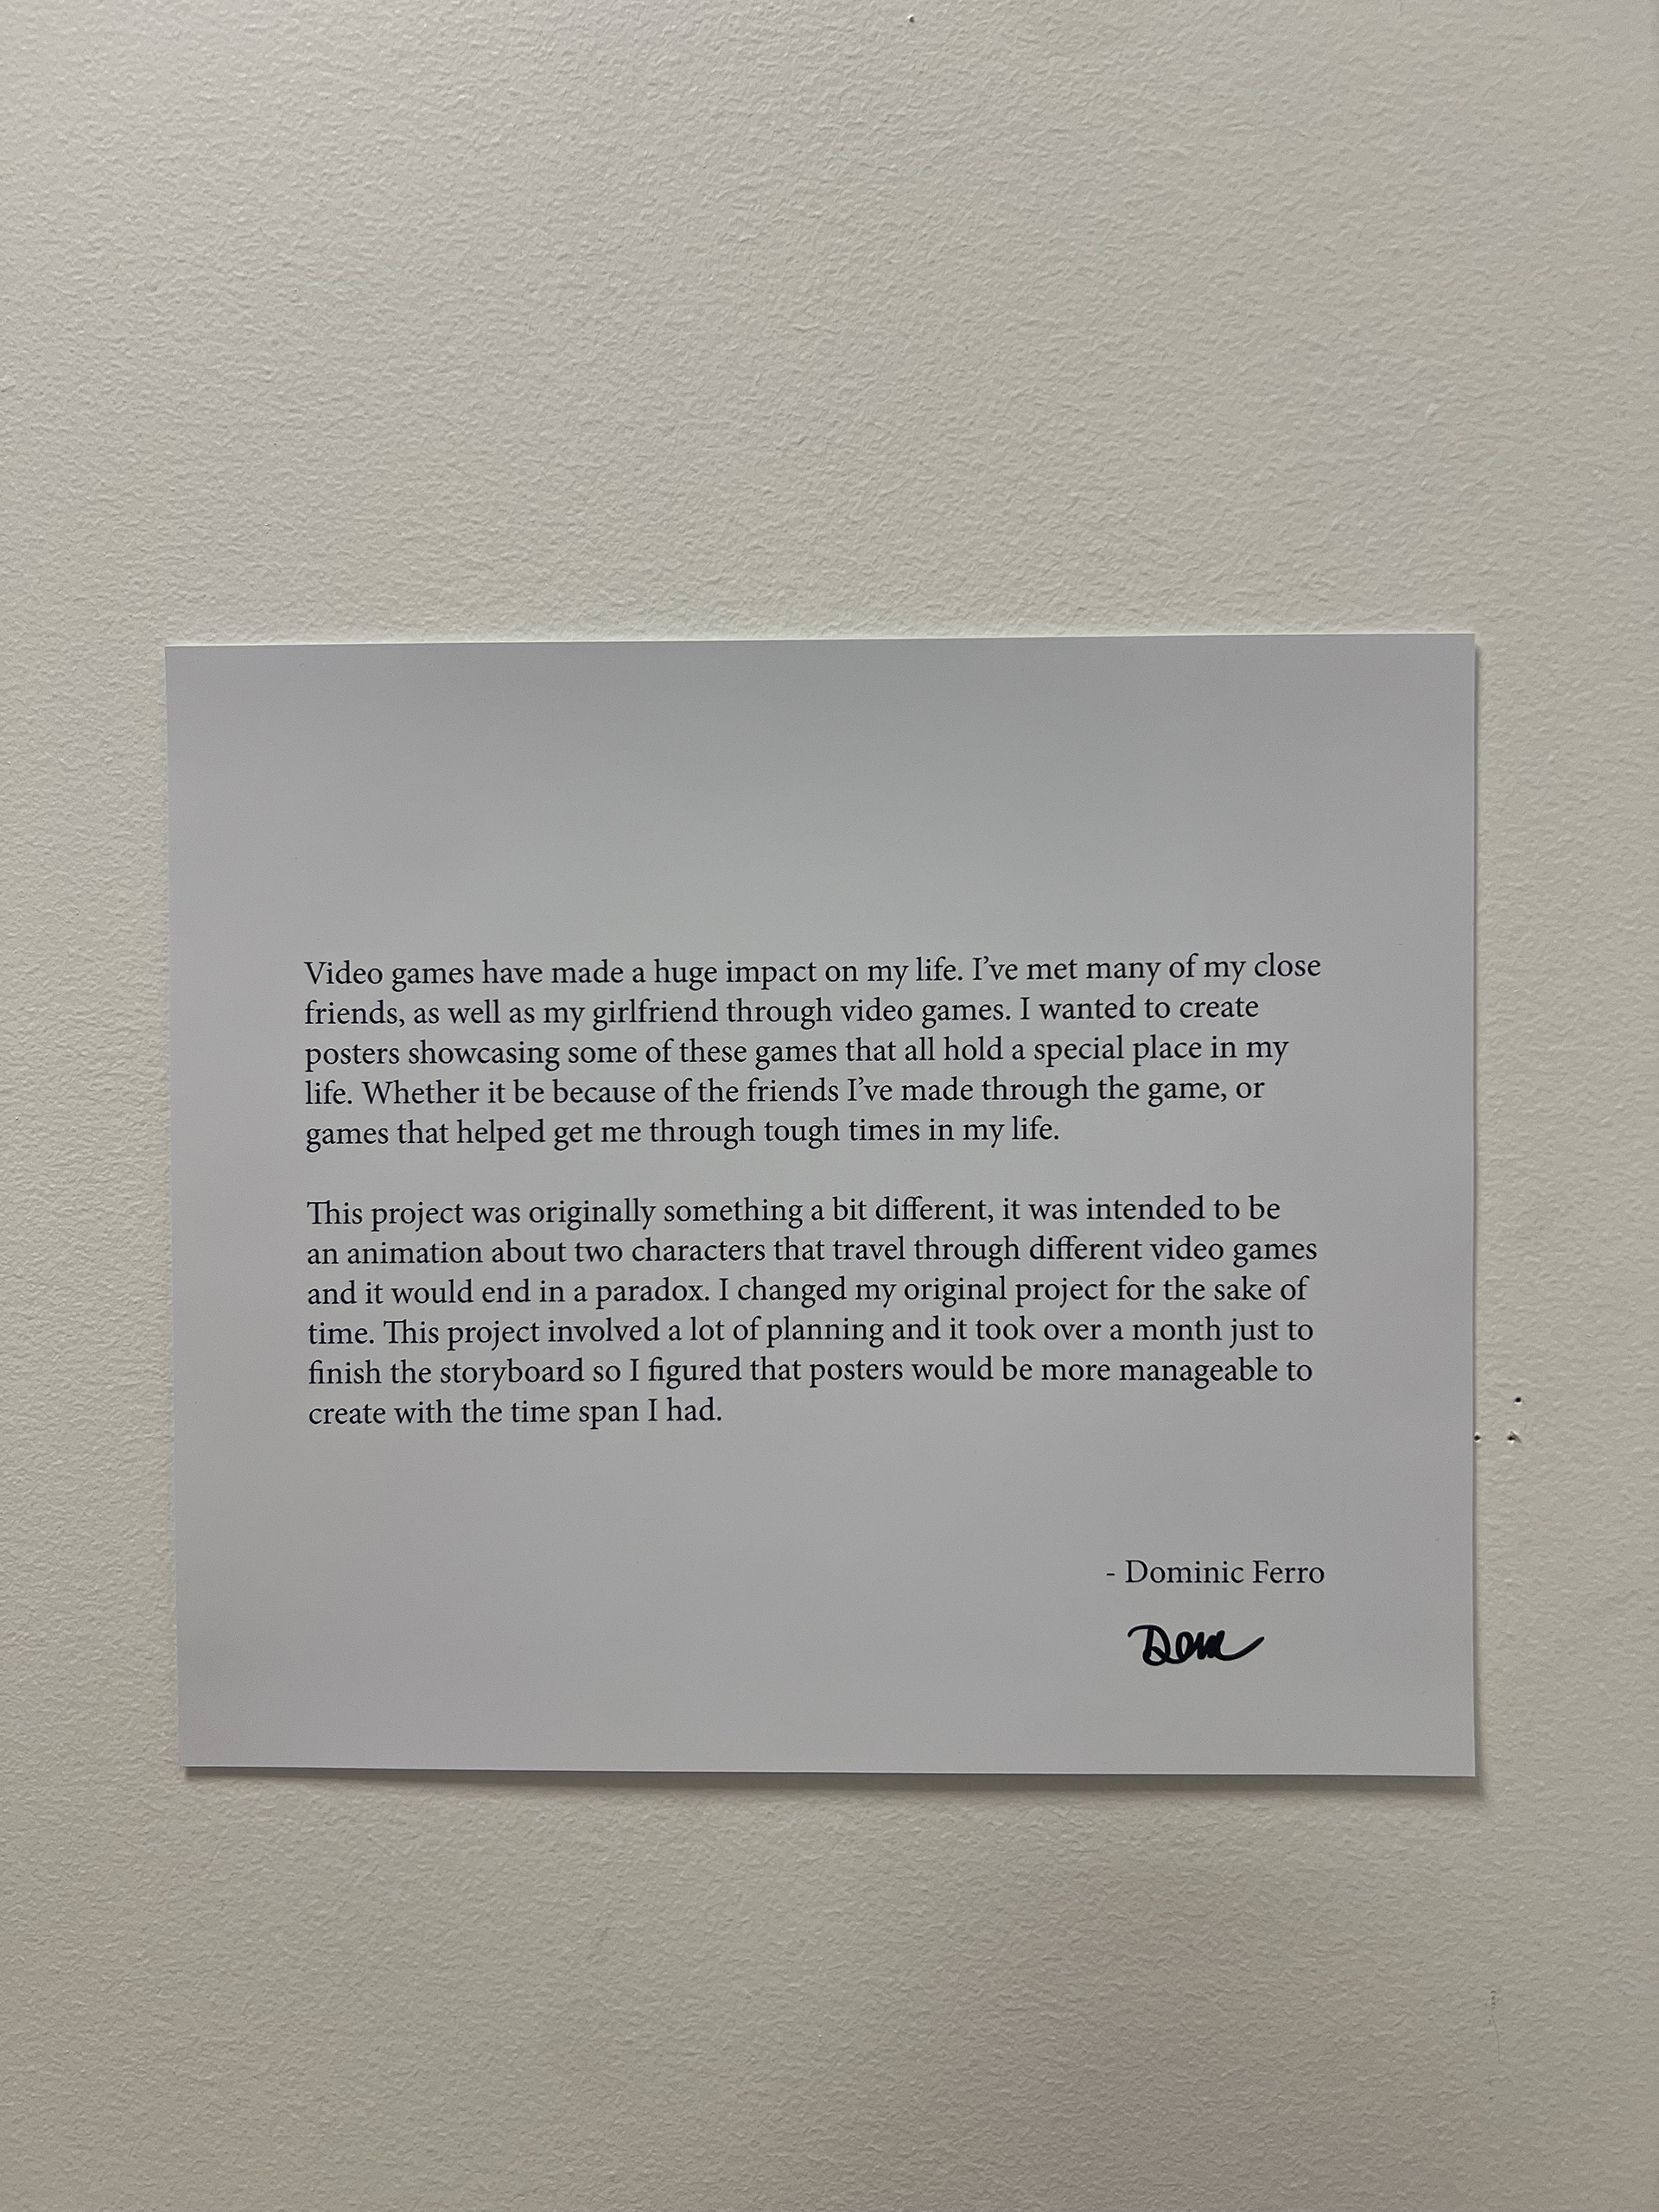 Video games have made a huge impact on my life. I’ve met many of my close
friends, as well as my girlfriend through video games. I wanted to create
posters showcasing some of these games that all hold a special place in my
life. Whether it be because of the friends I’ve made through the game, or
games that helped get me through tough times in my life.
This project was originally something a bit different, it was intended to be
an animation about two characters that travel through different video games
and it would end in a paradox. I changed my original project for the sake of
time. This project involved a lot of planning and it took over a month just to
finish the storyboard so I figured that posters would be more manageable to
create with the time span I had.
- Dominic Ferro
Dom